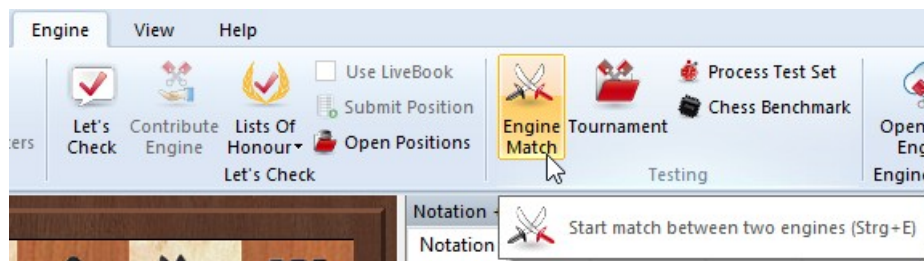 Engine View Help
Use LiveBook
Submit Position
Open Positions
Let's Check
Contribute Engine
Lists Of Honour
Let's Check
Engine Match
Tournament
Process Test Set
Chess Benchmark
Testing
Open
Notation
Notation
Start match between two engines (Strg+E)